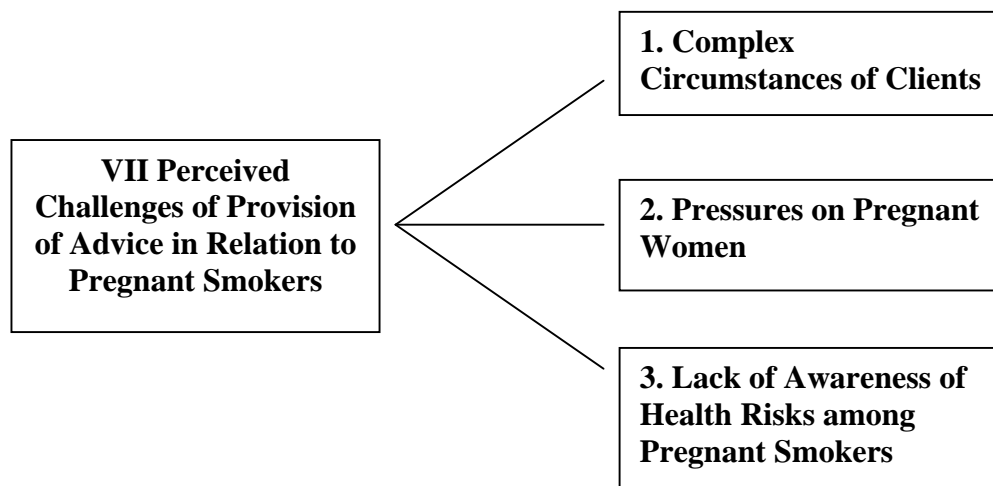 VII Perceived
Challenges of Provision
of Advice in Relation to
Pregnant Smokers
1. Complex
Circumstances of Clients
2. Pressures on Pregnant
Women
3. Lack of Awareness of
Health Risks among
Pregnant Smokers